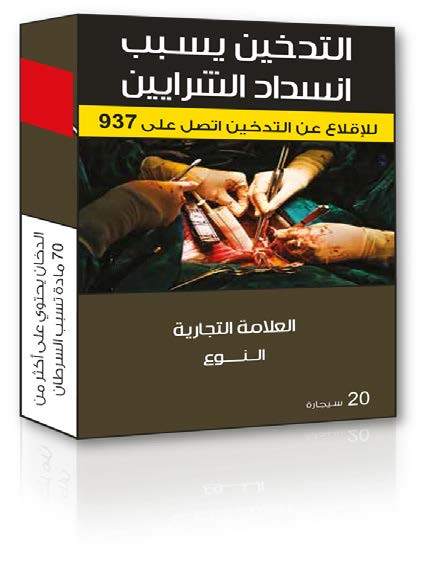 التدخين يسبب
انسداد الشرايين
للإقلاع عن التدخين اتصل على 937
العلامة التجارية
النـــــوع
20 سيجارة
الدخان يحتوي على أكثر من
70 مادة تسبب السرطان